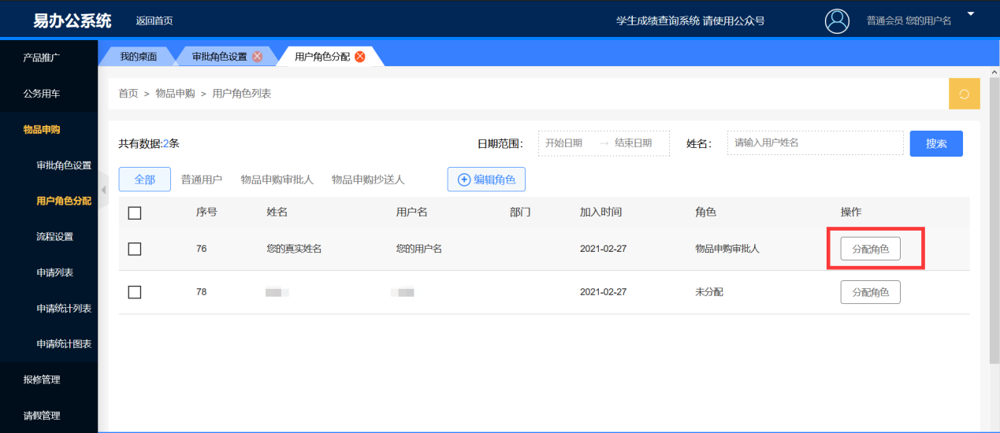 易办公系统 返回首页 学生成绩查询系统 请使用公众号 普通会员 您的用户名
产品推广
公务用车
物品申购
审批角色设置
用户角色分配
流程设置
申请列表
申请统计列表
申请统计图表
报修管理
请假管理
我的桌面 审批角色设置 用户角色分配
首页 > 物品申购 > 用户角色列表
共有数据:2条 日期范围： 开始日期 → 结束日期 姓名： 请输入用户姓名 搜索
全部 普通用户 物品申购审批人 物品申购抄送人 编辑角色
序号 姓名 用户名 部门 加入时间 角色 操作
76 您的真实姓名 您的用户名 2021-02-27 物品申购审批人 分配角色
78 2021-02-27 未分配 分配角色